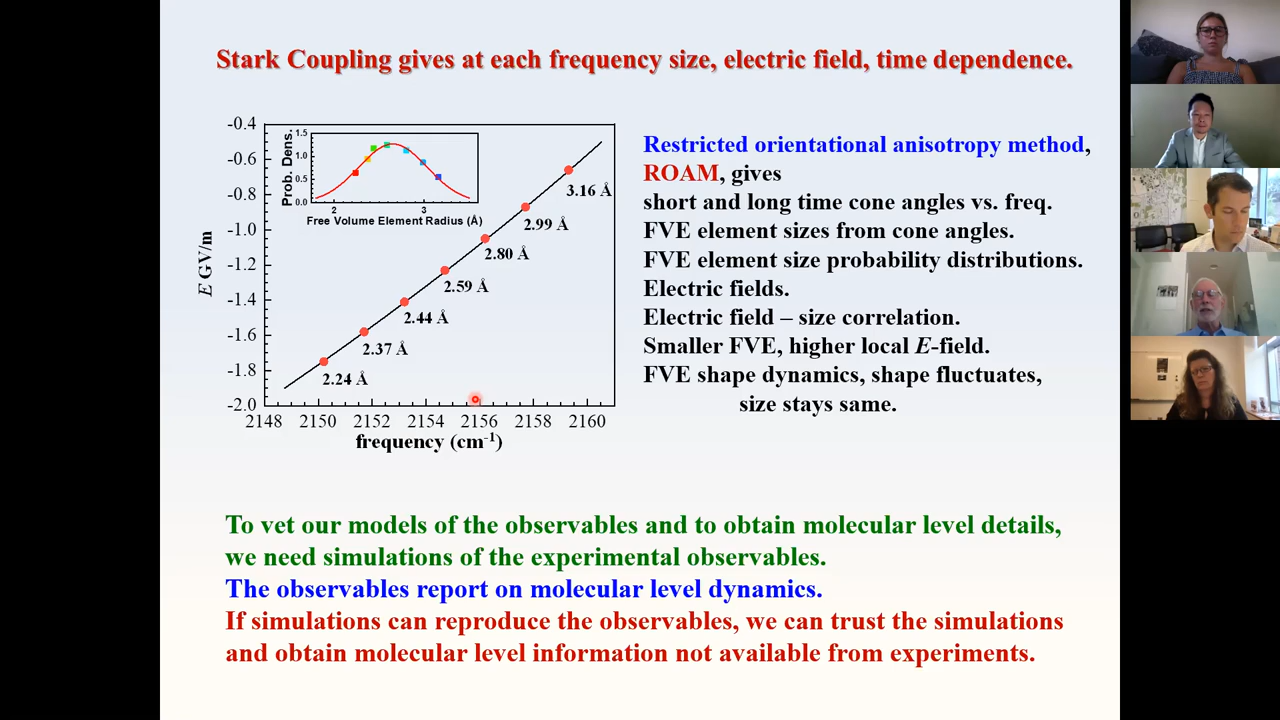 Stark Coupling gives at each frequency size, electric field, time dependence.
-0.4
-0.6
-0.8
-1.0
-1.2
-1.4
-1.6
-1.8
-2.0
E GV/m
2148 2150 2152 2154 2156 2158 2160
frequency (cm-1)
Prob. Dens.
1.5
1.0
0.5
0.0
2 3
Free Volume Element Radius (Å)
3.16 Å
2.99 Å
2.80 Å
2.59 Å
2.44 Å
2.37 Å
2.24 Å
Restricted orientational anisotropy method,
ROAM, gives
short and long time cone angles vs. freq.
FVE element sizes from cone angles.
FVE element size probability distributions.
Electric fields.
Electric field – size correlation.
Smaller FVE, higher local E-field.
FVE shape dynamics, shape fluctuates,
size stays same.
To vet our models of the observables and to obtain molecular level details,
we need simulations of the experimental observables.
The observables report on molecular level dynamics.
If simulations can reproduce the observables, we can trust the simulations
and obtain molecular level information not available from experiments.